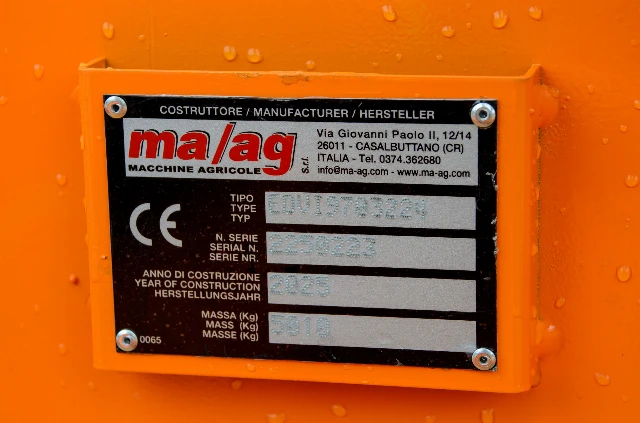 COSTRUTTORE / MANUFACTURER / HERSTELLER
ma/ag S.r.l.
MACCHINE AGRICOLE
Via Giovanni Paolo II, 12/14
26011 - CASALBUTTANO (CR)
ITALIA - Tel. 0374.362680
info@ma-ag.com - www.ma-ag.com
CE
TIPO
TYPE
TYP
N. SERIE
SERIAL N.
SERIE NR.
ANNO DI COSTRUZIONE
YEAR OF CONSTRUCTION
HERSTELLUNGSJAHR
2025
MASSA (Kg)
MASS (Kg)
MASSE (Kg)
0065